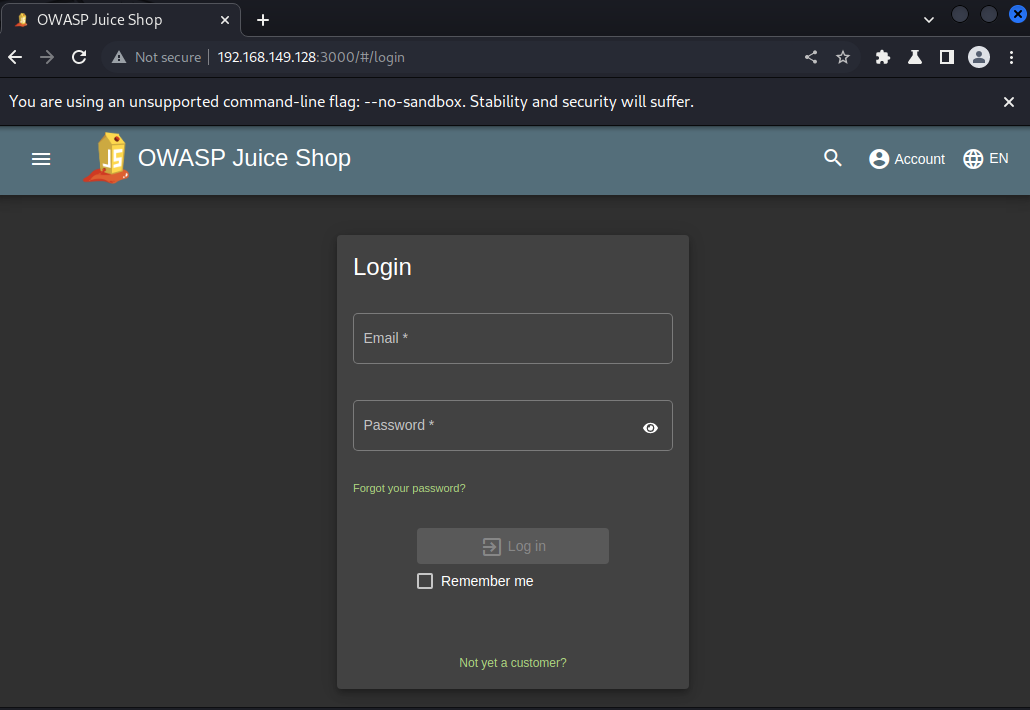 OWASP Juice Shop
Not secure 192.168.149.128:3000/#/login
You are using an unsupported command-line flag: --no-sandbox. Stability and security will suffer.
JS OWASP Juice Shop Account EN
Login
Email *
Password *
Forgot your password?
Log in
Remember me
Not yet a customer?